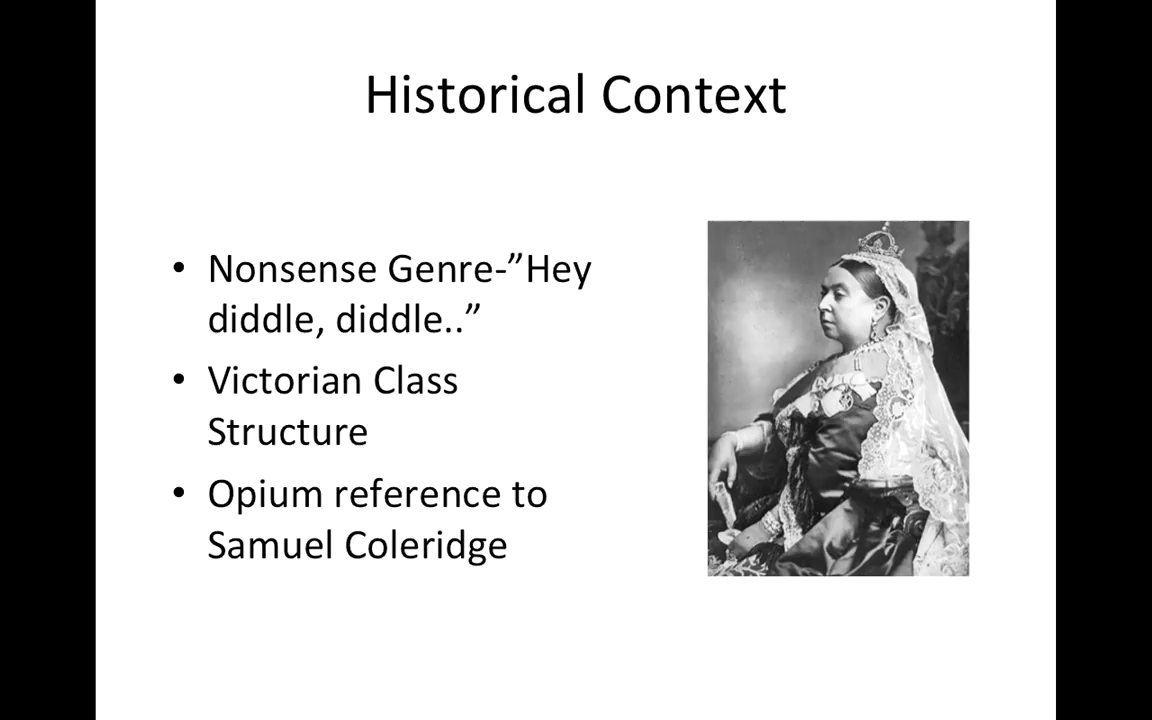 Historical Context
• Nonsense Genre-”Hey
diddle, diddle..”
• Victorian Class
Structure
• Opium reference to
Samuel Coleridge